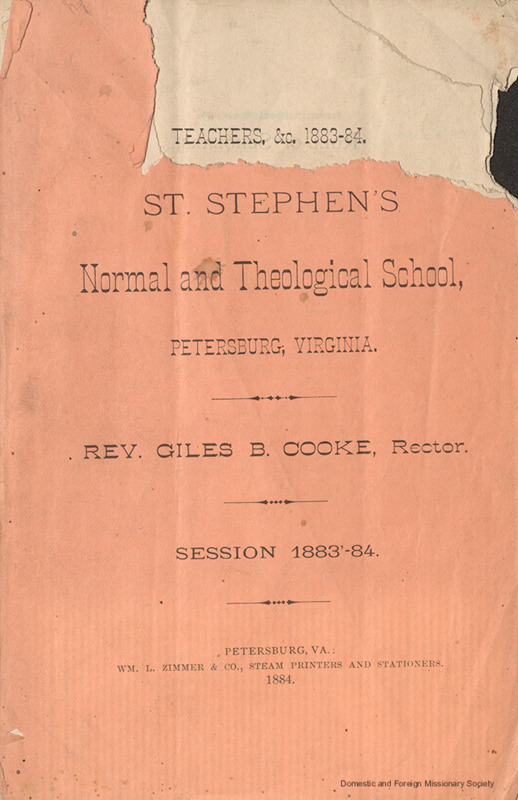 TEACHERS, &c. 1883-84.
ST. STEPHEN'S
Normal and Theological School,
PETERSBURG, VIRGINIA.
REV. GILES B. COOKE, Rector.
SESSION 1883'-84.
PETERSBURG, VA.:
WM. L. ZIMMER & CO., STEAM PRINTERS AND STATIONERS.
1884.
Domestic and Foreign Missionary Society